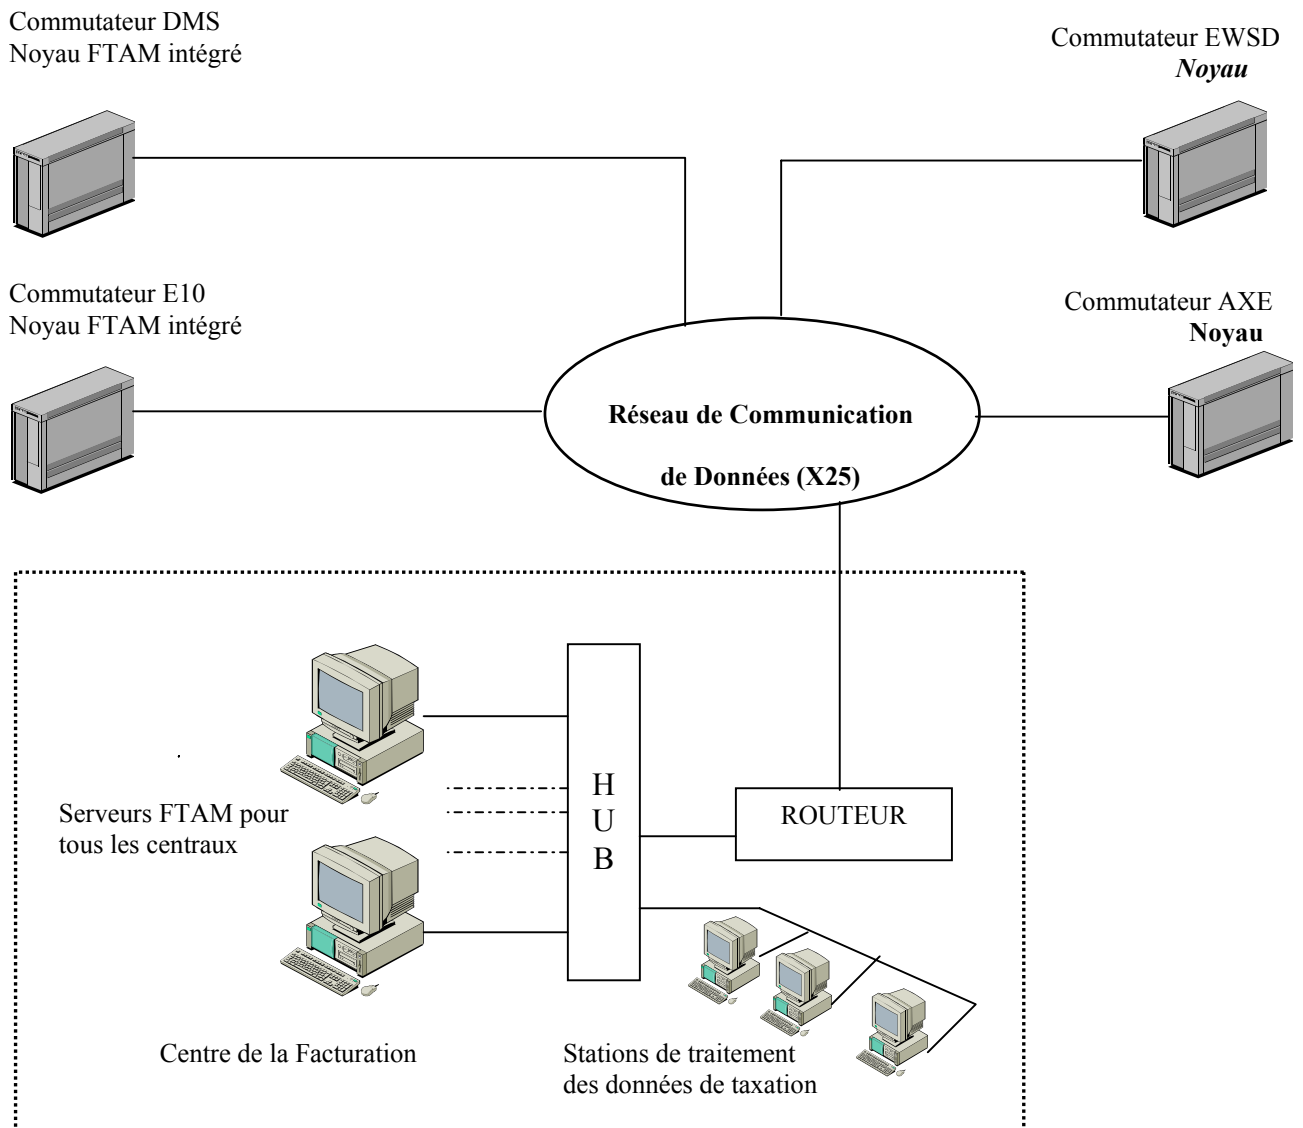 Commutateur DMS
Noyau FTAM intégré
Commutateur EWSD
Noyau
Commutateur E10
Noyau FTAM intégré
Commutateur AXE
Noyau
Réseau de Communication
de Données (X25)
H
U
B
ROUTEUR
Serveurs FTAM pour
tous les centraux
Centre de la Facturation
Stations de traitement
des données de taxation